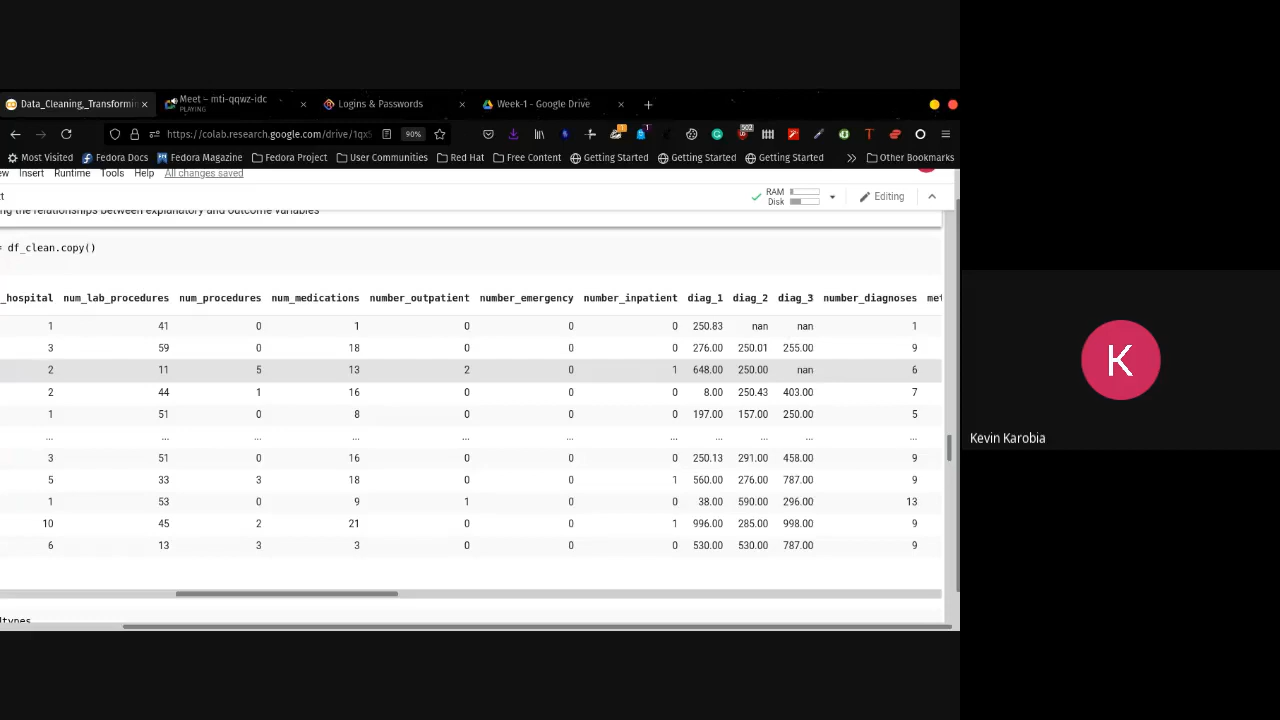 Data_Cleaning,_Transformin
Meet – mti-qqwz-idc
PLAYING
Logins & Passwords
Week-1 - Google Drive
https://colab.research.google.com/drive/1qx5
90%
502
Most Visited
Fedora Docs
Fedora Magazine
Fedora Project
User Communities
Red Hat
Free Content
Getting Started
Getting Started
Getting Started
Other Bookmarks
ew Insert Runtime Tools Help All changes saved
RAM
Disk
Editing
ng the relationships between explanatory and outcome variables
= df_clean.copy()
_hospital num_lab_procedures num_procedures num_medications number_outpatient number_emergency number_inpatient diag_1 diag_2 diag_3 number_diagnoses met
1 41 0 1 0 0 0 250.83 nan nan 1
3 59 0 18 0 0 0 276.00 250.01 255.00 9
2 11 5 13 2 0 1 648.00 250.00 nan 6
2 44 1 16 0 0 0 8.00 250.43 403.00 7
1 51 0 8 0 0 0 197.00 157.00 250.00 5
... ... ... ... ... ... ... ... ... ... ...
3 51 0 16 0 0 0 250.13 291.00 458.00 9
5 33 3 18 0 0 1 560.00 276.00 787.00 9
1 53 0 9 1 0 0 38.00 590.00 296.00 13
10 45 2 21 0 0 1 996.00 285.00 998.00 9
6 13 3 3 0 0 0 530.00 530.00 787.00 9
dtypes
K
Kevin Karobia